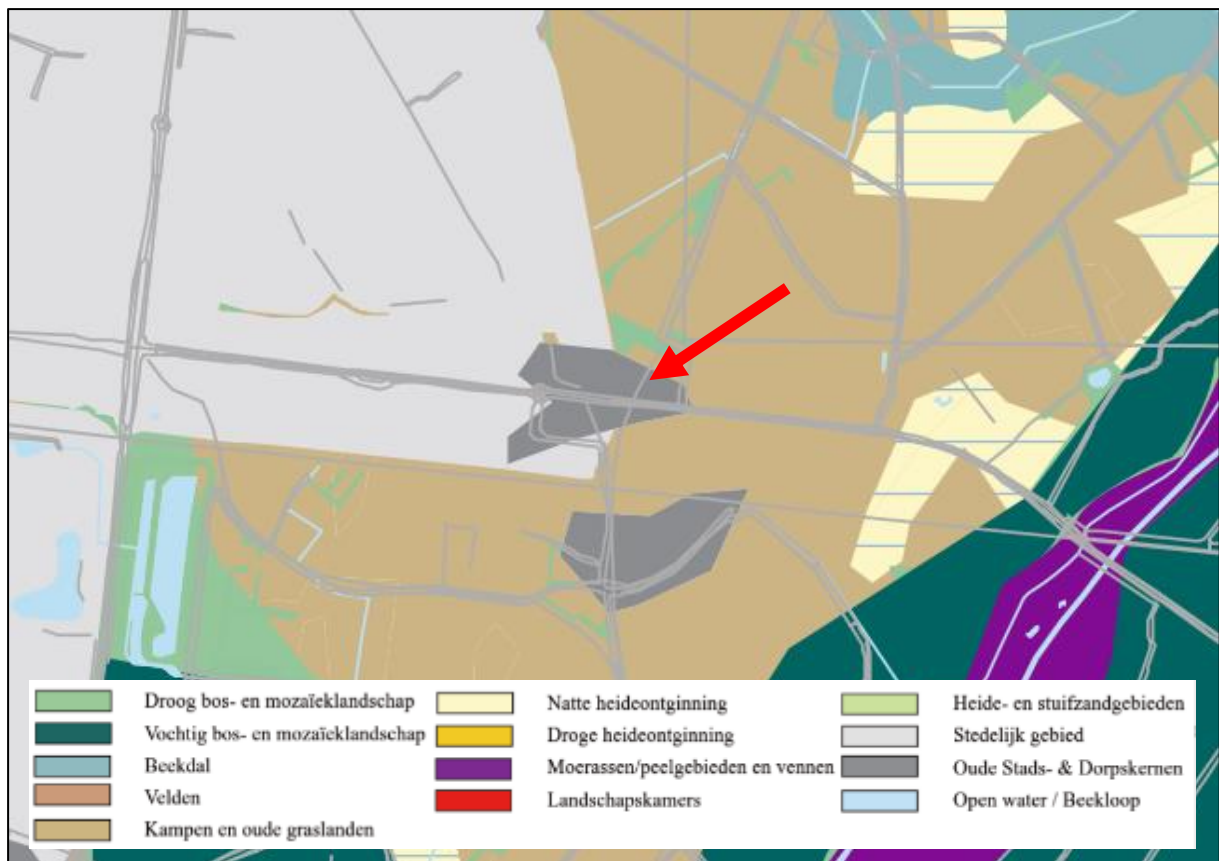 Droog bos- en mozaïeklandschap
Vochtig bos- en mozaïeklandschap
Beekdal
Velden
Kampen en oude graslanden
Natte heideontginning
Droge heideontginning
Moerassen/peelgebieden en vennen
Landschapskamers
Heide- en stuifzandgebieden
Stedelijk gebied
Oude Stads- & Dorpskernen
Open water / Beekloop